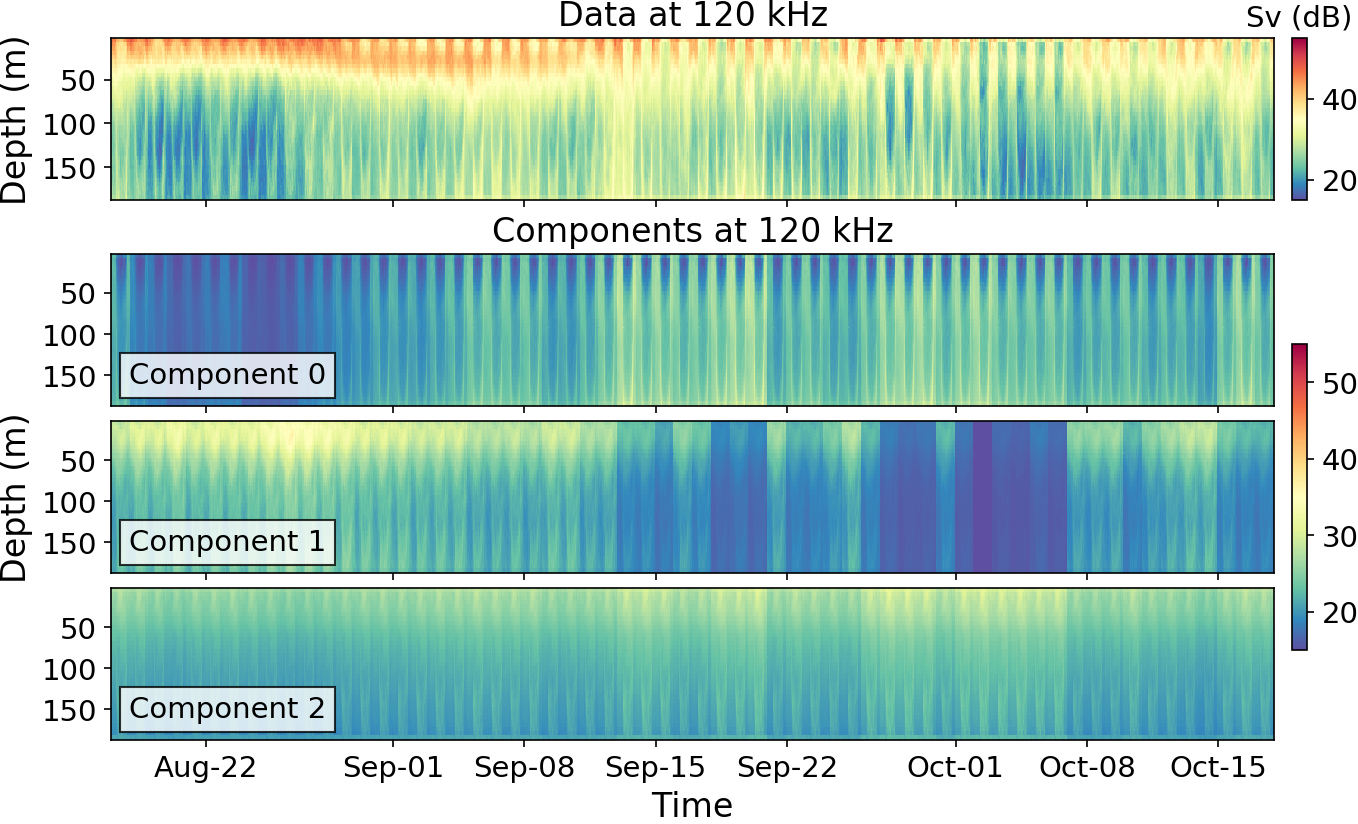 Data at 120 kHz
Sv (dB)
Depth (m)
50
100
150
40
20
Components at 120 kHz
50
100
150
Component 0
Depth (m)
50
100
150
Component 1
50
100
150
Component 2
50
40
30
20
Aug-22 Sep-01 Sep-08 Sep-15 Sep-22 Oct-01 Oct-08 Oct-15
Time